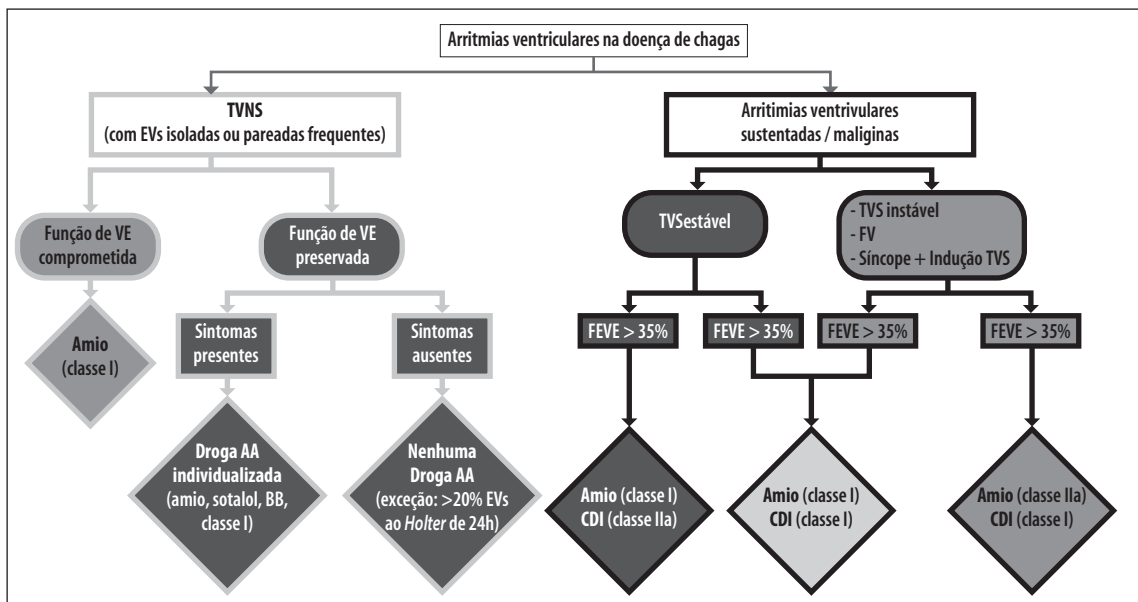 Arritmias ventriculares na doença de chagas
TVNS
(com EVs isoladas ou pareadas frequentes)
Arritimias ventrivulares
sustentadas / maliginas
Função de VE
comprometida
Função de VE
preservada
TVSestável
- TVS instável
- FV
- Síncope + Indução TVS
Amio
(classe I)
Sintomas
presentes
Sintomas
ausentes
FEVE > 35%
FEVE > 35%
FEVE > 35%
FEVE > 35%
Droga AA
individualizada
(amio, sotalol, BB,
classe I)
Nenhuma
Droga AA
(exceção: >20% EVs
ao Holter de 24h)
Amio (classe I)
CDI (classe IIa)
Amio (classe I)
CDI (classe I)
Amio (classe IIa)
CDI (classe I)